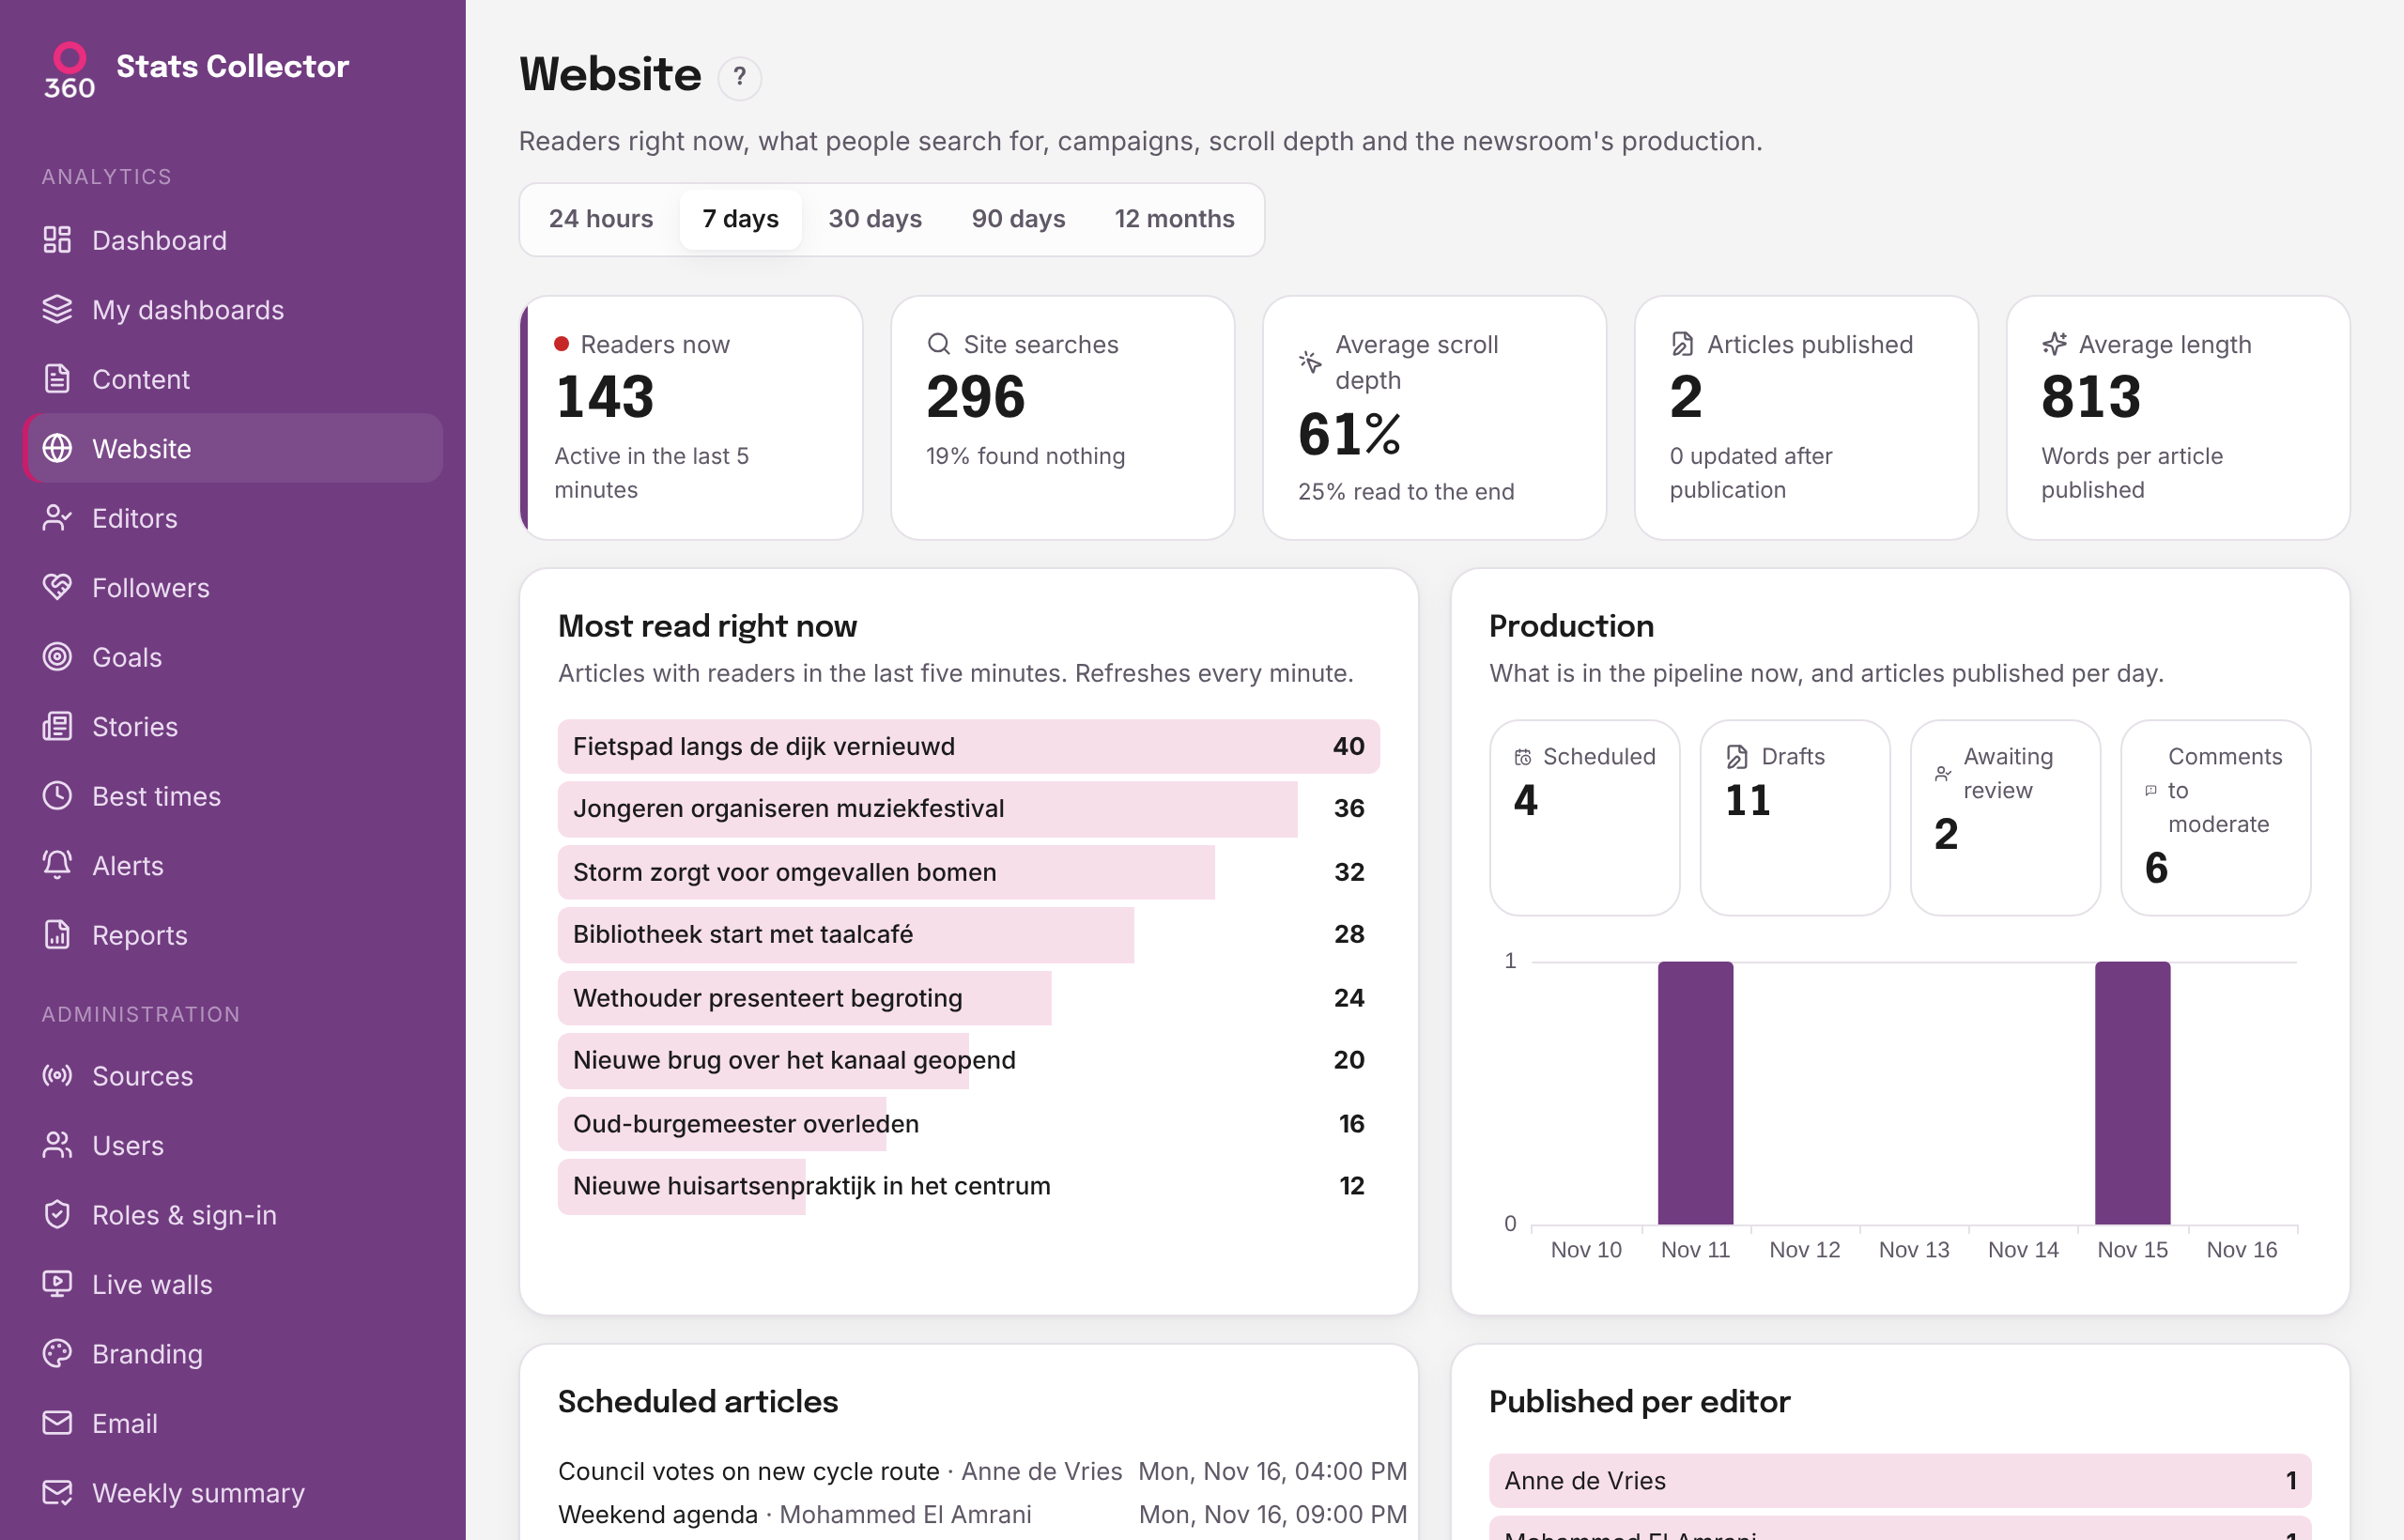 360
Stats Collector
ANALYTICS
Dashboard
My dashboards
Content
Website
Editors
Followers
Goals
Stories
Best times
Alerts
Reports
ADMINISTRATION
Sources
Users
Roles & sign-in
Live walls
Branding
Email
Weekly summary
Website ?
Readers right now, what people search for, campaigns, scroll depth and the newsroom's production.
24 hours 7 days 30 days 90 days 12 months
Readers now
143
Active in the last 5
minutes
Site searches
296
19% found nothing
Average scroll
depth
61%
25% read to the end
Articles published
2
0 updated after
publication
Average length
813
Words per article
published
Most read right now
Articles with readers in the last five minutes. Refreshes every minute.
Fietspad langs de dijk vernieuwd 40
Jongeren organiseren muziekfestival 36
Storm zorgt voor omgevallen bomen 32
Bibliotheek start met taalcafé 28
Wethouder presenteert begroting 24
Nieuwe brug over het kanaal geopend 20
Oud-burgemeester overleden 16
Nieuwe huisartsenpraktijk in het centrum 12
Production
What is in the pipeline now, and articles published per day.
Scheduled
4
Drafts
11
Awaiting
review
2
Comments
to
moderate
6
1
0
Nov 10 Nov 11 Nov 12 Nov 13 Nov 14 Nov 15 Nov 16
Scheduled articles
Council votes on new cycle route · Anne de Vries Mon, Nov 16, 04:00 PM
Weekend agenda · Mohammed El Amrani Mon, Nov 16, 09:00 PM
Published per editor
Anne de Vries 1
Mohammed El Amrani 1